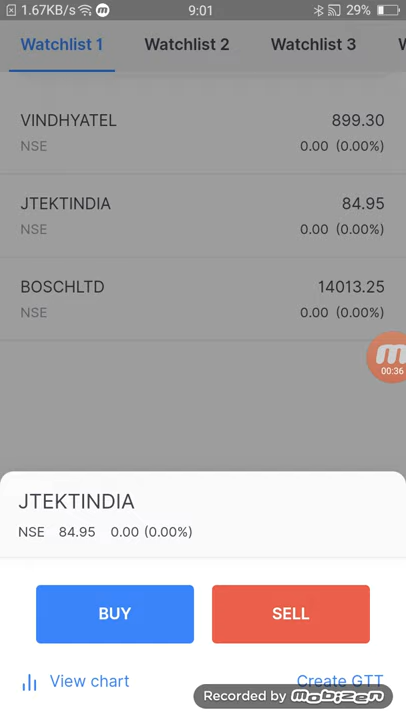 1.67KB/s 9:01 29%
Watchlist 1 Watchlist 2 Watchlist 3 W
VINDHYATEL 899.30
NSE 0.00 (0.00%)
JTEKTINDIA 84.95
NSE 0.00 (0.00%)
BOSCHLTD 14013.25
NSE 0.00 (0.00%)
00:36
JTEKTINDIA
NSE 84.95 0.00 (0.00%)
BUY SELL
View chart Create GTT
Recorded by mobizen